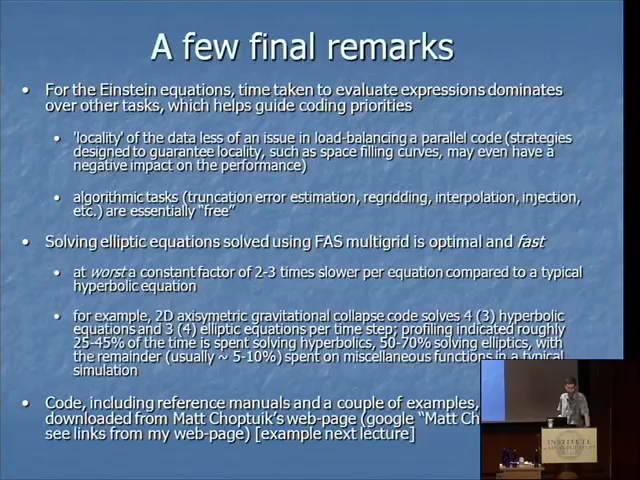 A few final remarks
• For the Einstein equations, time taken to evaluate expressions dominates
over other tasks, which helps guide coding priorities
• 'locality' of the data less of an issue in load-balancing a parallel code (strategies
designed to guarantee locality, such as space filling curves, may even have a
negative impact on the performance)
• algorithmic tasks (truncation error estimation, regridding, interpolation, injection,
etc.) are essentially "free"
• Solving elliptic equations solved using FAS multigrid is optimal and fast
• at worst a constant factor of 2-3 times slower per equation compared to a typical
hyperbolic equation
• for example, 2D axisymetric gravitational collapse code solves 4 (3) hyperbolic
equations and 3 (4) elliptic equations per time step; profiling indicated roughly
25-45% of the time is spent solving hyperbolics, 50-70% solving elliptics, with
the remainder (usually ~ 5-10%) spent on miscellaneous functions in a typical
simulation
• Code, including reference manuals and a couple of examples,
downloaded from Matt Choptuik's web-page (google "Matt Ch
see links from my web-page) [example next lecture]
INSTITUTE